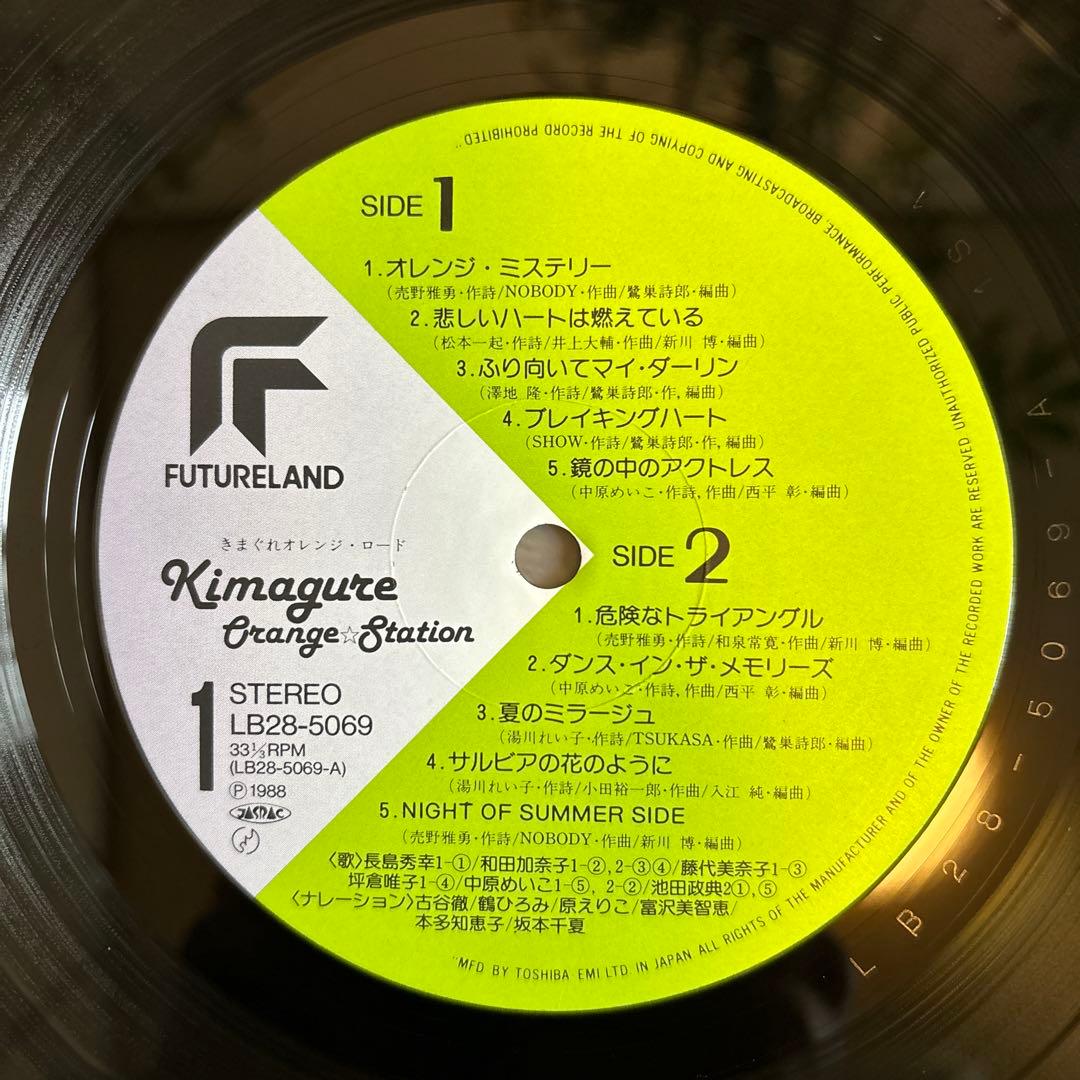 SIDE 1
1.オレンジ・ミステリー
(売野雅勇・作詩/NOBODY・作曲/鷺巣詩郎・編曲)
2.悲しいハートは燃えている
(松本一起・作詩/井上大輔・作曲/新川 博・編曲)
3.ふり向いてマイ・ダーリン
(澤地 隆・作詩/鷺巣詩郎・作,編曲)
4.ブレイキングハート
(SHOW・作詩/鷺巣詩郎・作,編曲)
5.鏡の中のアクトレス
(中原めいこ・作詩,作曲/西平 彰・編曲)
FUTURELAND
きまぐれオレンジ・ロード
Kimagure
Orange☆Station
1
STEREO
LB28-5069
33⅓RPM
(LB28-5069-A)
Ⓟ1988
JASRAC
SIDE 2
1.危険なトライアングル
(売野雅勇・作詩/和泉常寛・作曲/新川 博・編曲)
2.ダンス・イン・ザ・メモリーズ
(中原めいこ・作詩,作曲/西平 彰・編曲)
3.夏のミラージュ
(湯川れい子・作詩/TSUKASA・作曲/鷺巣詩郎・編曲)
4.サルビアの花のように
(湯川れい子・作詩/小田裕一郎・作曲/入江 純・編曲)
5.NIGHT OF SUMMER SIDE
(売野雅勇・作詩/NOBODY・作曲/新川 博・編曲)
〈歌〉長島秀幸1-①/和田加奈子1-②, 2-③④/藤代美奈子1-③
坪倉唯子1-④/中原めいこ1-⑤, 2-②/池田政典2①,⑤
〈ナレーション〉古谷徹/鶴ひろみ/原えりこ/富沢美智恵/
本多知恵子/坂本千夏
"MFD BY TOSHIBA EMI LTD. IN JAPAN ALL RIGHTS OF THE MANUFACTURER AND OF THE OWNER OF THE RECORDED WORK ARE RESERVED UNAUTHORIZED PUBLIC PERFORMANCE, BROADCASTING AND COPYING OF THE RECORD PROHIBITED"
LB28-5069-A 1S1